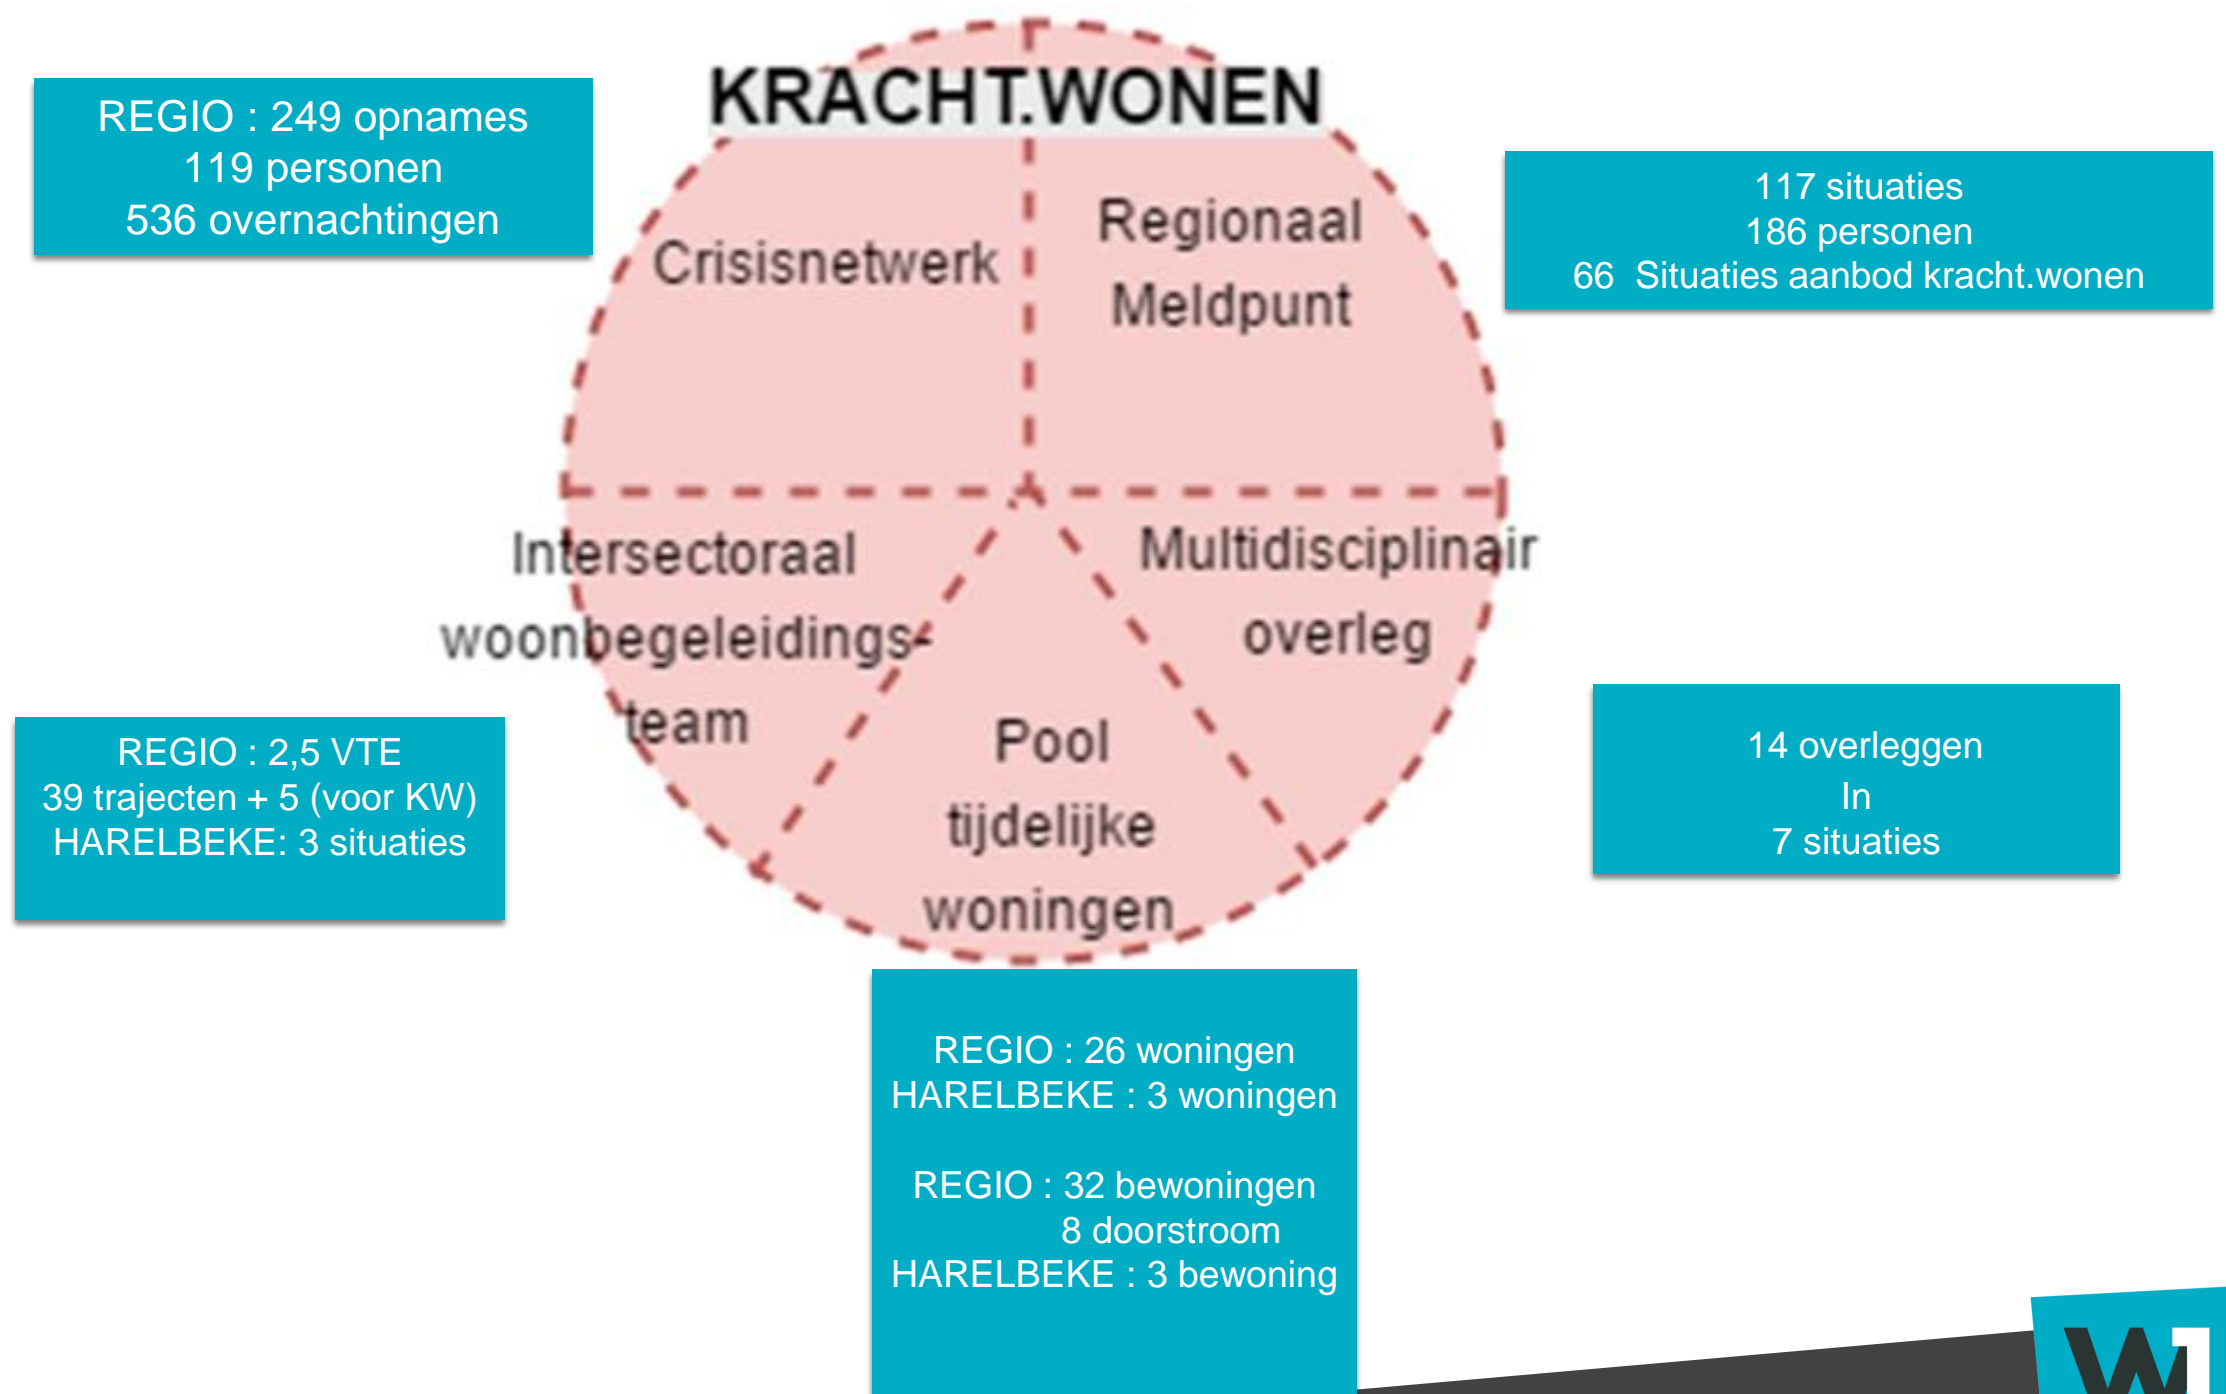 KRACHT.WONEN
REGIO : 249 opnames
119 personen
536 overnachtingen
Crisisnetwerk
Regionaal
Meldpunt
117 situaties
186 personen
66 Situaties aanbod kracht.wonen
Intersectoraal
woonbegeleidings-
team
Multidisciplinair
overleg
Pool
tijdelijke
woningen
REGIO : 2,5 VTE
39 trajecten + 5 (voor KW)
HARELBEKE: 3 situaties
14 overleggen
In
7 situaties
REGIO : 26 woningen
HARELBEKE : 3 woningen
REGIO : 32 bewoningen
8 doorstroom
HARELBEKE : 3 bewoning